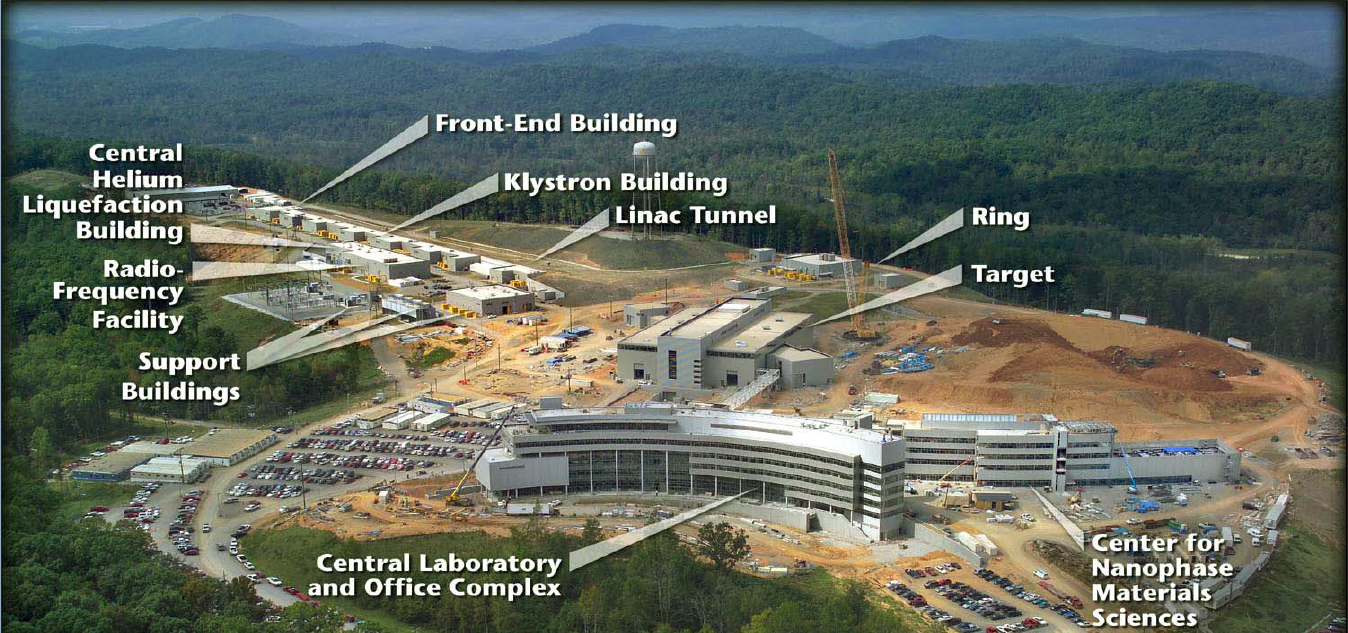 Front-End Building
Central
Helium
Liquefaction
Building
Klystron Building
Linac Tunnel
Ring
Radio-
Frequency
Facility
Target
Support
Buildings
Central Laboratory
and Office Complex
Center for
Nanophase
Materials
Sciences